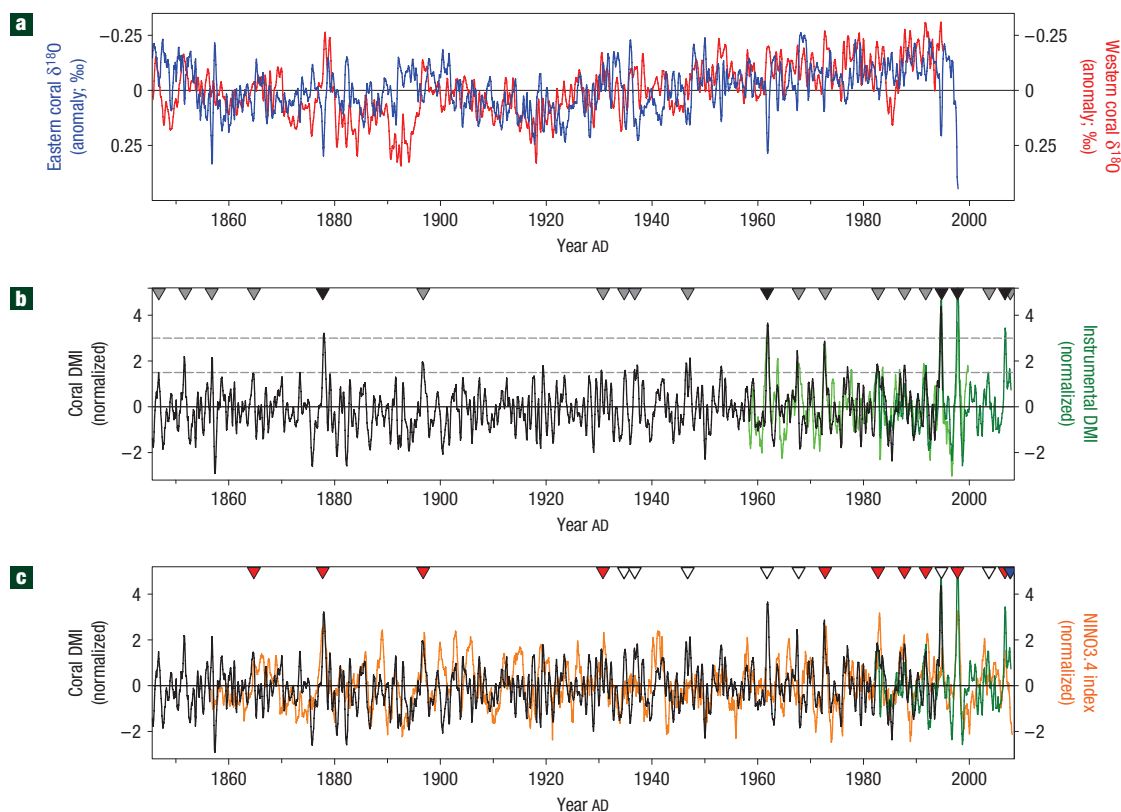 a
Eastern coral δ18O
(anomaly; ‰)
–0.25
0
0.25
–0.25
0
0.25
Western coral δ18O
(anomaly; ‰)
1860 1880 1900 1920 1940 1960 1980 2000
Year AD
b
Coral DMI
(normalized)
4
2
0
–2
4
2
0
–2
Instrumental DMI
(normalized)
1860 1880 1900 1920 1940 1960 1980 2000
Year AD
c
Coral DMI
(normalized)
4
2
0
–2
4
2
0
–2
NINO3.4 index
(normalized)
1860 1880 1900 1920 1940 1960 1980 2000
Year AD